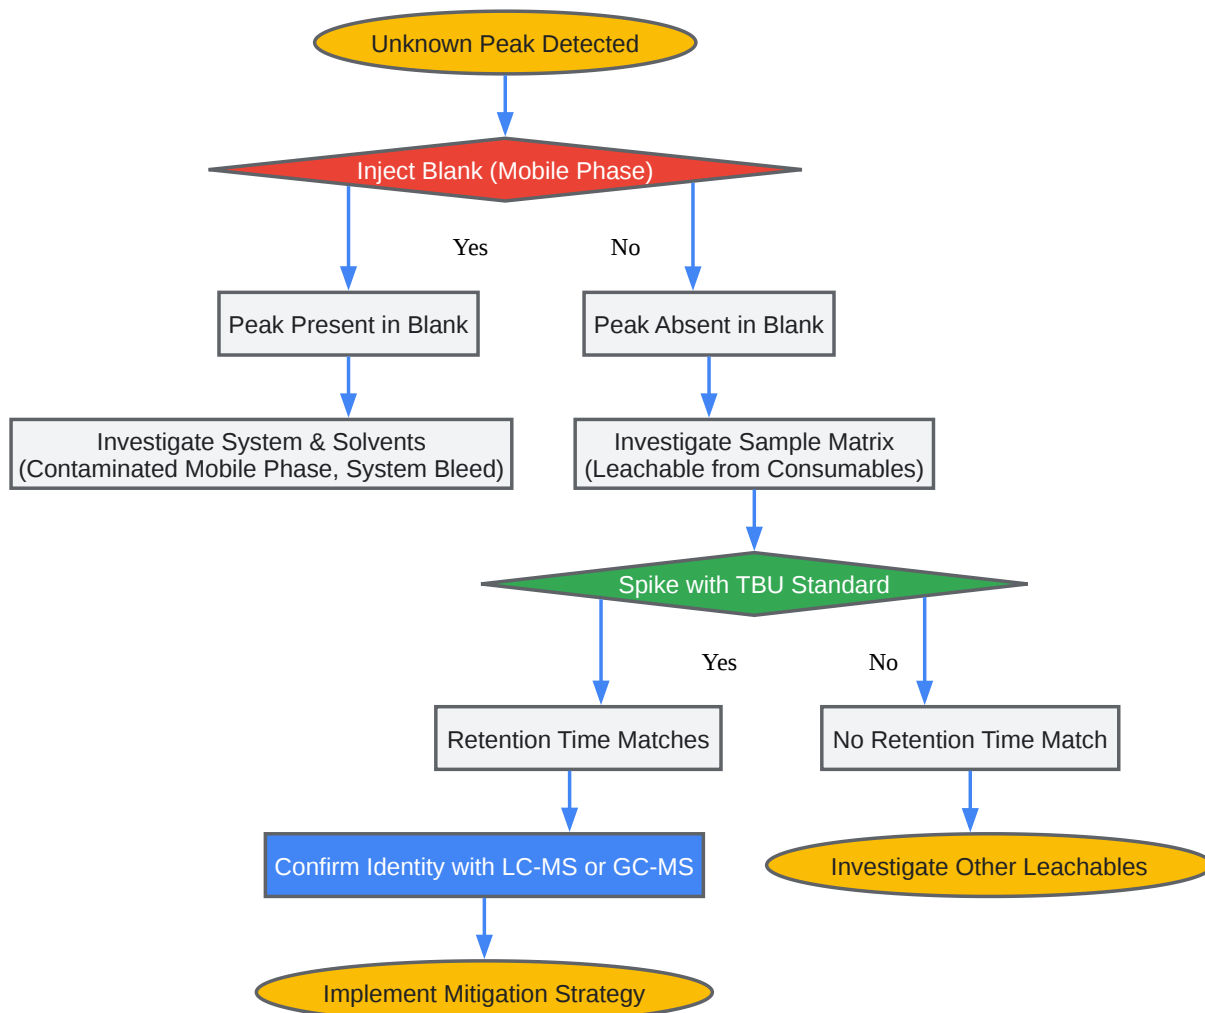 Unknown Peak Detected
Inject Blank (Mobile Phase)
Yes
No
Peak Present in Blank
Peak Absent in Blank
Investigate System & Solvents
(Contaminated Mobile Phase, System Bleed)
Investigate Sample Matrix
(Leachable from Consumables)
Spike with TBU Standard
Yes
No
Retention Time Matches
No Retention Time Match
Confirm Identity with LC-MS or GC-MS
Investigate Other Leachables
Implement Mitigation Strategy